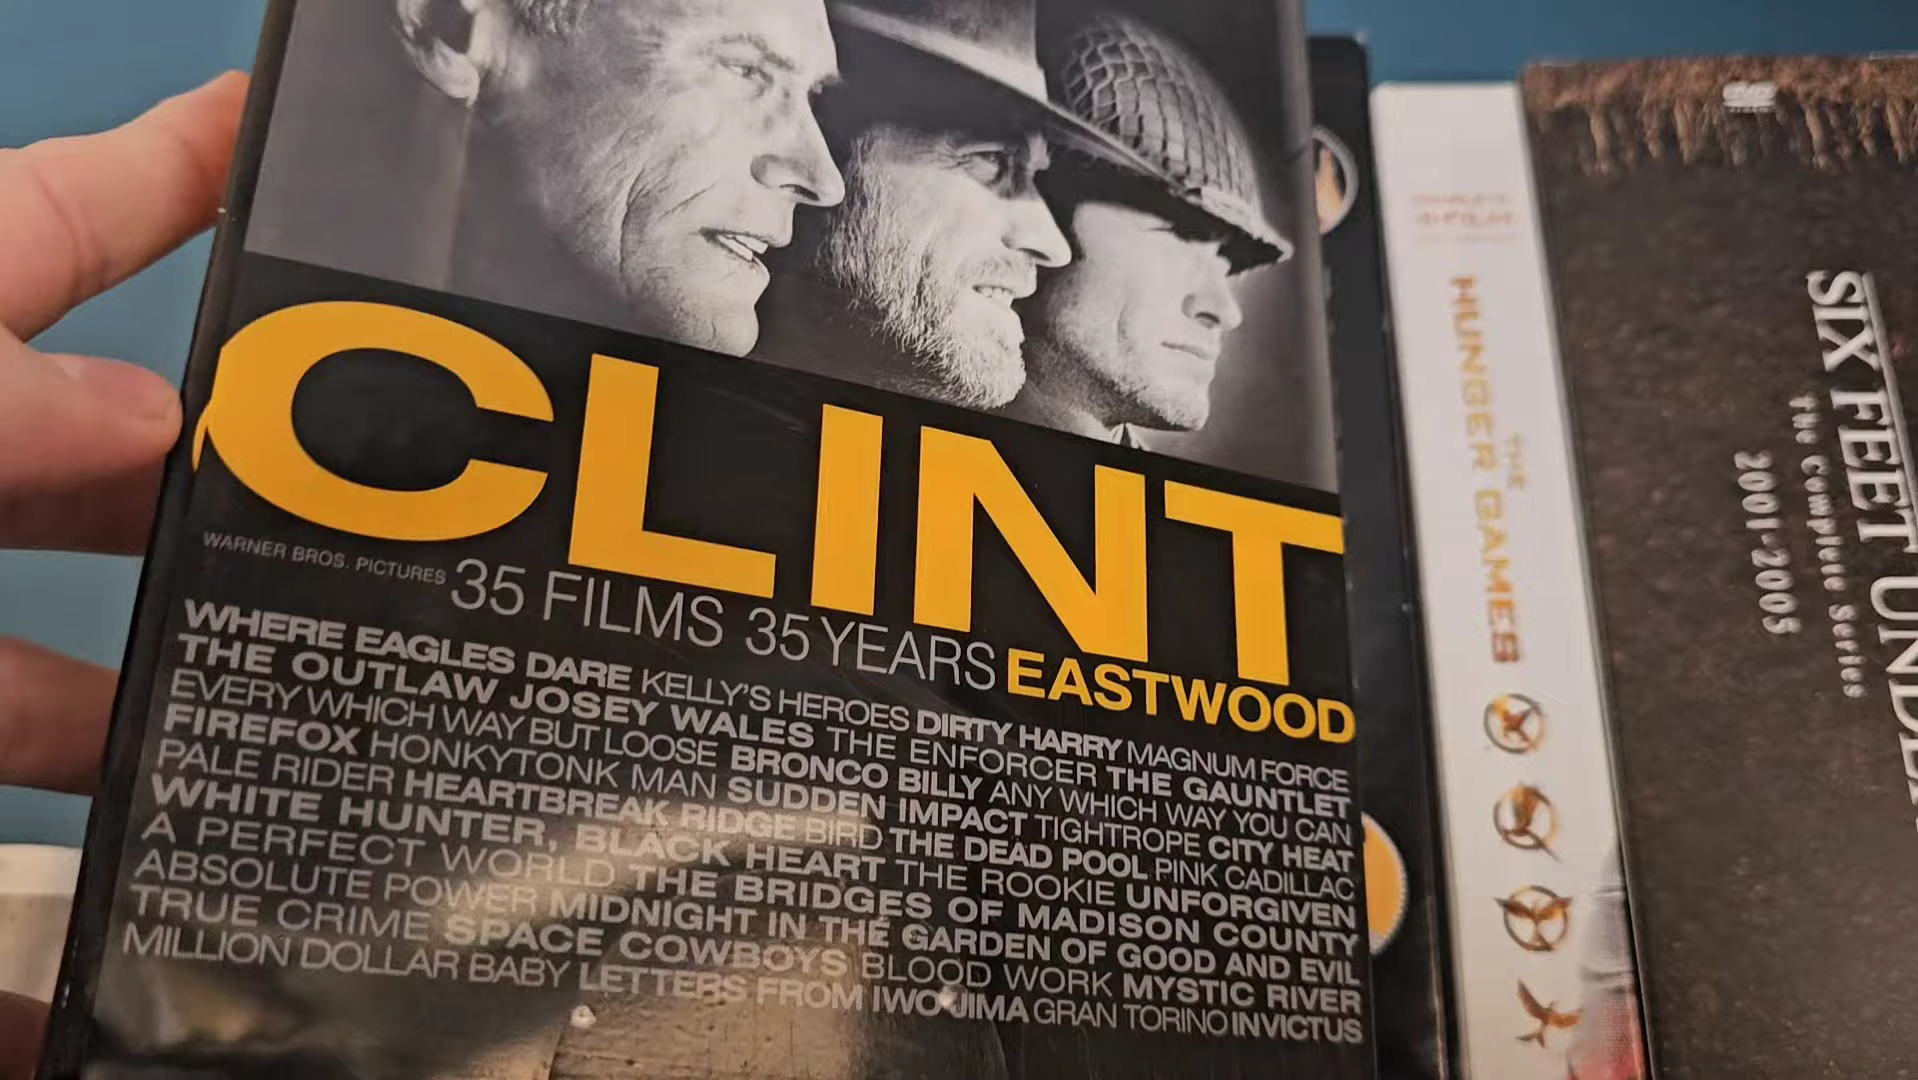 CLINT
WARNER BROS. PICTURES 35 FILMS 35 YEARS EASTWOOD
WHERE EAGLES DARE KELLY'S HEROES DIRTY HARRY MAGNUM FORCE
THE OUTLAW JOSEY WALES THE ENFORCER THE GAUNTLET
EVERY WHICH WAY BUT LOOSE BRONCO BILLY ANY WHICH WAY YOU CAN
FIREFOX HONKYTONK MAN SUDDEN IMPACT TIGHTROPE CITY HEAT
PALE RIDER HEARTBREAK RIDGE BIRD THE DEAD POOL PINK CADILLAC
WHITE HUNTER, BLACK HEART THE ROOKIE UNFORGIVEN
A PERFECT WORLD THE BRIDGES OF MADISON COUNTY
ABSOLUTE POWER MIDNIGHT IN THE GARDEN OF GOOD AND EVIL
TRUE CRIME SPACE COWBOYS BLOOD WORK MYSTIC RIVER
MILLION DOLLAR BABY LETTERS FROM IWO JIMA GRAN TORINO INVICTUS
THE
HUNGER GAMES
SIX FEET
The Complete Series
2001-2005